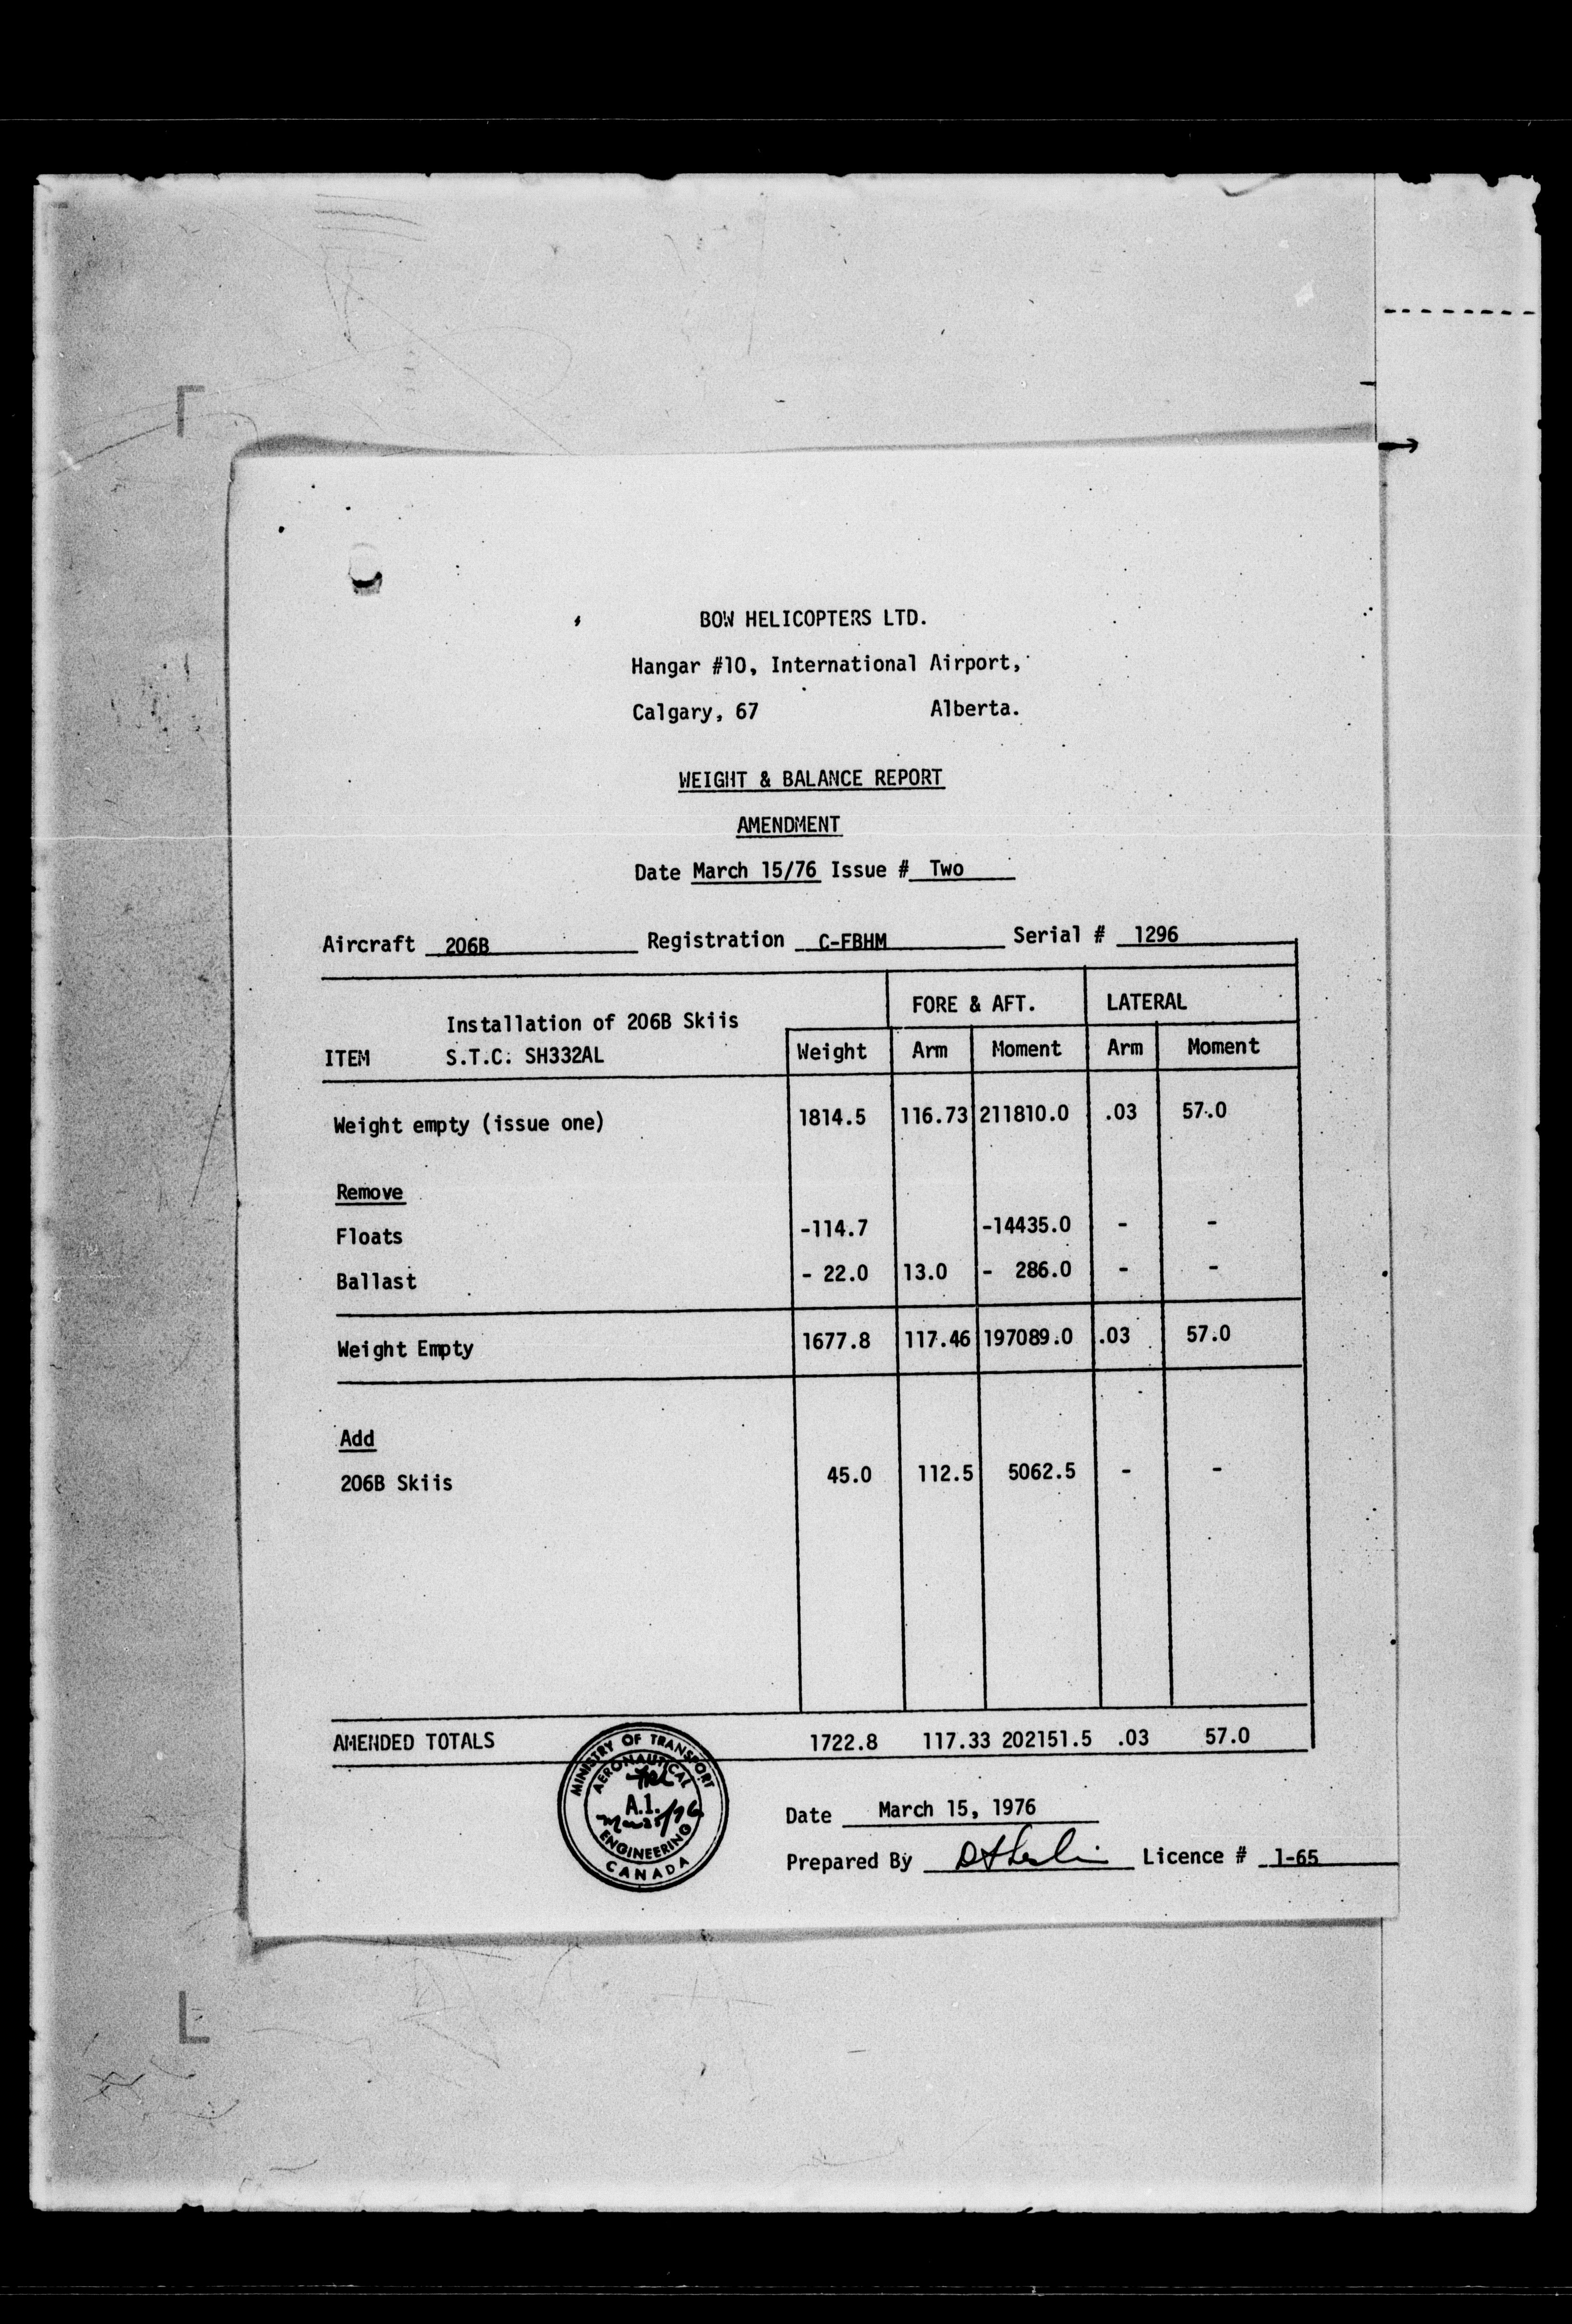 BOW HELICOPTERS LTD.
Hangar #10, International Airport,
Calgary, 67 Alberta.
WEIGHT & BALANCE REPORT
AMENDMENT
Date March 15/76 Issue # Two
Aircraft 206B Registration C-FBHM Serial # 1296
FORE & AFT. LATERAL
Installation of 206B Skiis
ITEM S.T.C. SH332AL Weight Arm Moment Arm Moment
Weight empty (issue one) 1814.5 116.73 211810.0 .03 57.0
Remove
Floats -114.7 -14435.0 - -
Ballast - 22.0 13.0 - 286.0 - -
Weight Empty 1677.8 117.46 197089.0 .03 57.0
Add
206B Skiis 45.0 112.5 5062.5 - -
AMENDED TOTALS 1722.8 117.33 202151.5 .03 57.0
MINISTRY OF TRANSPORT
AERONAUTICAL
A.I.
ENGINEERING
CANADA
Date March 15, 1976
Prepared By Licence # 1-65